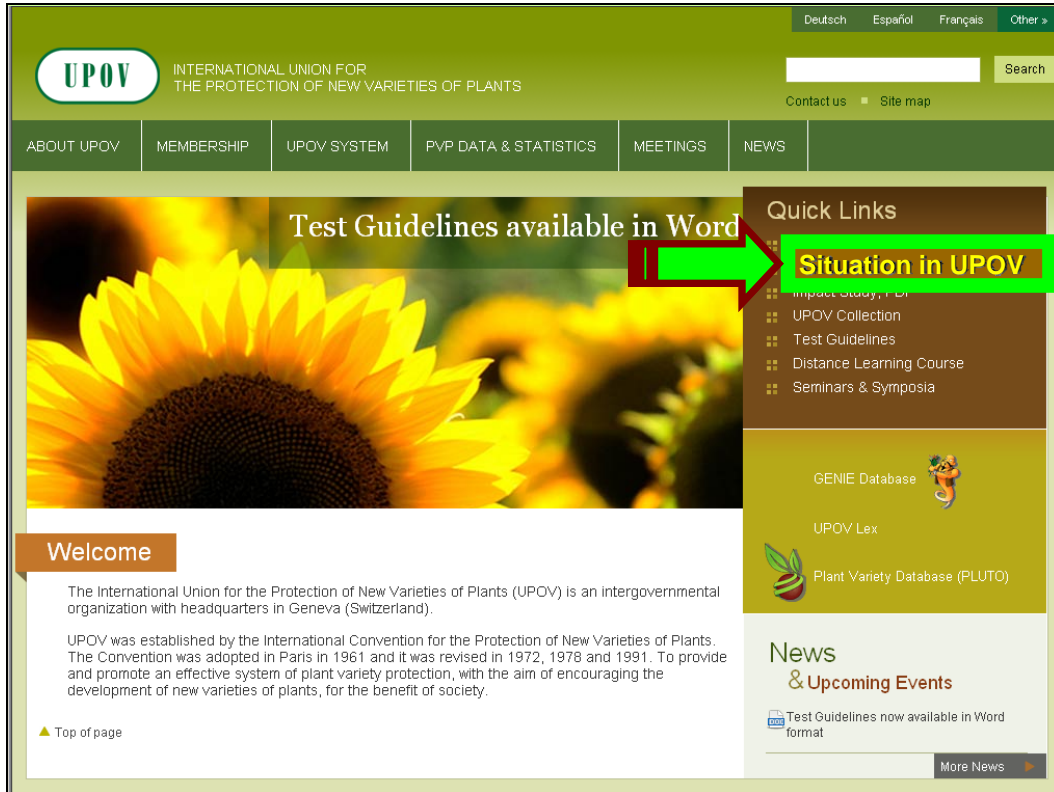 Deutsch Español Français Other »
UPOV
INTERNATIONAL UNION FOR
THE PROTECTION OF NEW VARIETIES OF PLANTS
Search
Contact us Site map
ABOUT UPOV MEMBERSHIP UPOV SYSTEM PVP DATA & STATISTICS MEETINGS NEWS
Test Guidelines available in Word
Quick Links
Situation in UPOV
Impact Study, PDF
UPOV Collection
Test Guidelines
Distance Learning Course
Seminars & Symposia
GENIE Database
UPOV Lex
Plant Variety Database (PLUTO)
Welcome
The International Union for the Protection of New Varieties of Plants (UPOV) is an intergovernmental
organization with headquarters in Geneva (Switzerland).
UPOV was established by the International Convention for the Protection of New Varieties of Plants.
The Convention was adopted in Paris in 1961 and it was revised in 1972, 1978 and 1991. To provide
and promote an effective system of plant variety protection, with the aim of encouraging the
development of new varieties of plants, for the benefit of society.
Top of page
News
& Upcoming Events
DOC
Test Guidelines now available in Word
format
More News